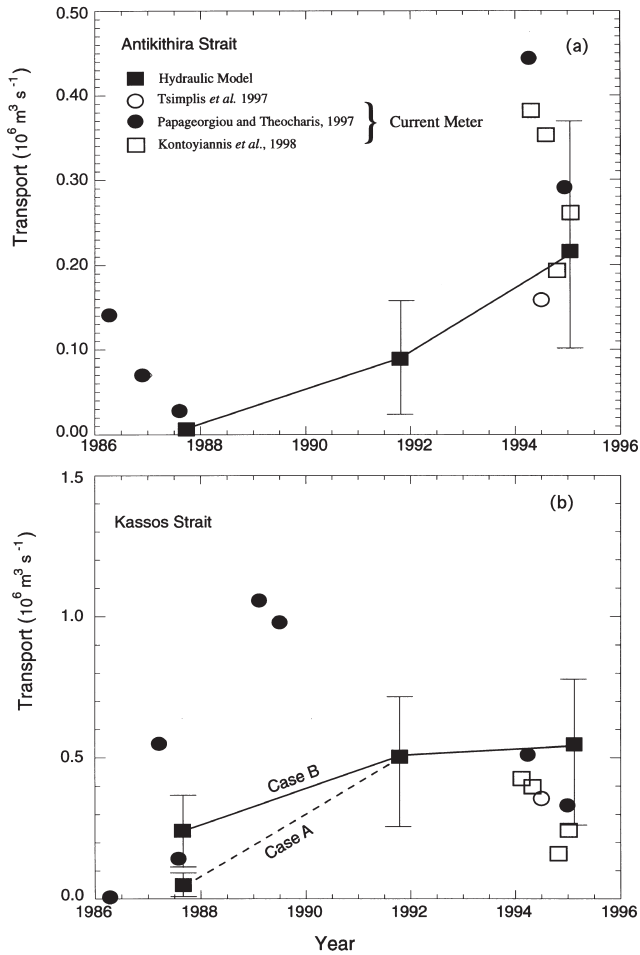 0.50
Antikithira Strait
(a)
Hydraulic Model
Tsimplis et al. 1997
Papageorgiou and Theocharis, 1997
} Current Meter
Kontoyiannis et al., 1998
0.40
0.30
0.20
0.10
0.00
Transport (10⁶ m³ s⁻¹)
1986 1988 1990 1992 1994 1996
1.5
(b)
Kassos Strait
1.0
0.5
0.0
Transport (10⁶ m³ s⁻¹)
Case B
Case A
1986 1988 1990 1992 1994 1996
Year